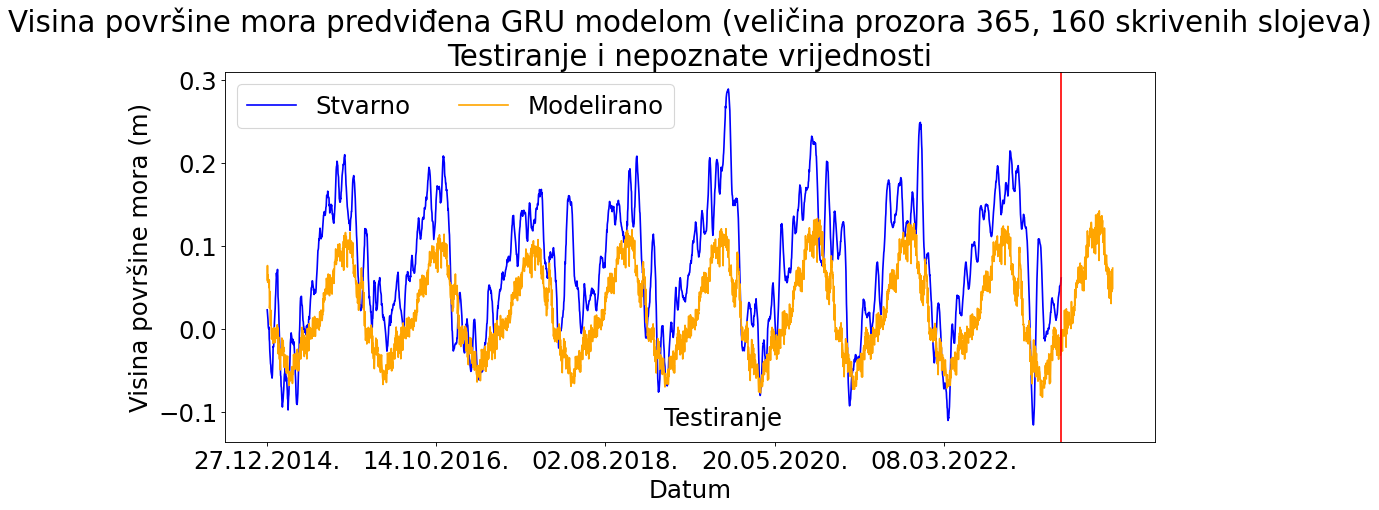 Visina površine mora predviđena GRU modelom (veličina prozora 365, 160 skrivenih slojeva)
Testiranje i nepoznate vrijednosti
Stvarno
Modelirano
Visina površine mora (m)
0.3
0.2
0.1
0.0
−0.1
Testiranje
27.12.2014.
14.10.2016.
02.08.2018.
20.05.2020.
08.03.2022.
Datum